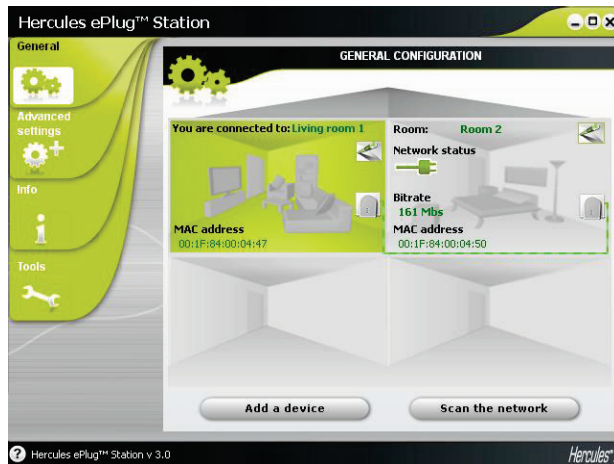 Hercules ePlug™ Station
General
Advanced
settings
Info
Tools
GENERAL CONFIGURATION
You are connected to: Living room 1
MAC address
00:1F:84:00:04:47
Room: Room 2
Network status
Bitrate
161 Mbs
MAC address
00:1F:84:00:04:50
Add a device
Scan the network
? Hercules ePlug™ Station v 3.0
Hercules